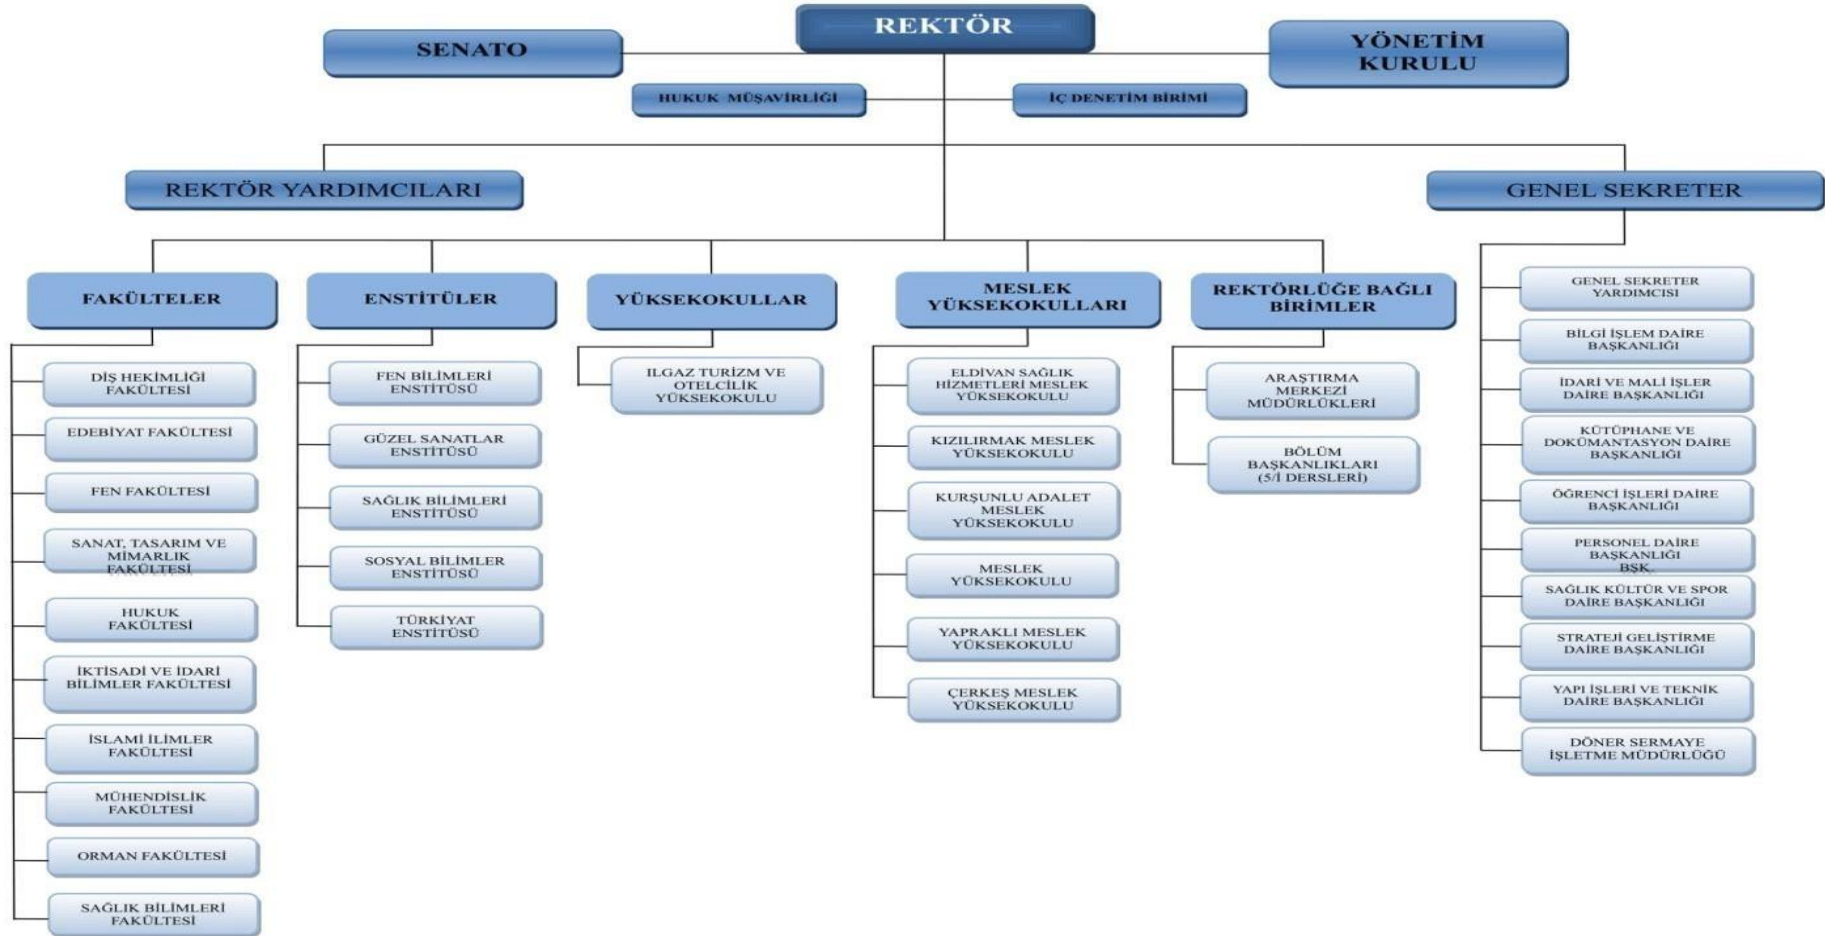 REKTÖR
SENATO
YÖNETİM
KURULU
HUKUK MÜŞAVİRLİĞİ
İÇ DENETİM BİRİMİ
REKTÖR YARDIMCILARI
GENEL SEKRETER
FAKÜLTELER
DİŞ HEKİMLİĞİ
FAKÜLTESİ
EDEBİYAT FAKÜLTESİ
FEN FAKÜLTESİ
SANAT, TASARIM VE
MİMARLIK
FAKÜLTESİ
HUKUK
FAKÜLTESİ
İKTİSADİ VE İDARİ
BİLİMLER FAKÜLTESİ
İSLAMİ İLİMLER
FAKÜLTESİ
MÜHENDİSLİK
FAKÜLTESİ
ORMAN FAKÜLTESİ
SAĞLIK BİLİMLERİ
FAKÜLTESİ
ENSTİTÜLER
FEN BİLİMLERİ
ENSTİTÜSÜ
GÜZEL SANATLAR
ENSTİTÜSÜ
SAĞLIK BİLİMLERİ
ENSTİTÜSÜ
SOSYAL BİLİMLER
ENSTİTÜSÜ
TÜRKİYAT
ENSTİTÜSÜ
YÜKSEKOKULLAR
ILGAZ TURİZM VE
OTELCİLİK
YÜKSEKOKULU
MESLEK
YÜKSEKOKULLARI
ELDİVAN SAĞLIK
HİZMETLERİ MESLEK
YÜKSEKOKULU
KIZILIRMAK MESLEK
YÜKSEKOKULU
KURŞUNLU ADALET
MESLEK
YÜKSEKOKULU
MESLEK
YÜKSEKOKULU
YAPRAKLI MESLEK
YÜKSEKOKULU
ÇERKEŞ MESLEK
YÜKSEKOKULU
REKTÖRLÜĞE BAĞLI
BİRİMLER
ARAŞTIRMA
MERKEZİ
MÜDÜRLÜKLERİ
BÖLÜM
BAŞKANLIKLARI
(5/İ DERSLERİ)
GENEL SEKRETER
YARDIMCISI
BİLGİ İŞLEM DAİRE
BAŞKANLIĞI
İDARİ VE MALİ İŞLER
DAİRE BAŞKANLIĞI
KÜTÜPHANE VE
DOKÜMANTASYON DAİRE
BAŞKANLIĞI
ÖĞRENCİ İŞLERİ DAİRE
BAŞKANLIĞI
PERSONEL DAİRE
BAŞKANLIĞI
BŞK.
SAĞLIK KÜLTÜR VE SPOR
DAİRE BAŞKANLIĞI
STRATEJİ GELİŞTİRME
DAİRE BAŞKANLIĞI
YAPI İŞLERİ VE TEKNİK
DAİRE BAŞKANLIĞI
DÖNER SERMAYE
İŞLETME MÜDÜRLÜĞÜ